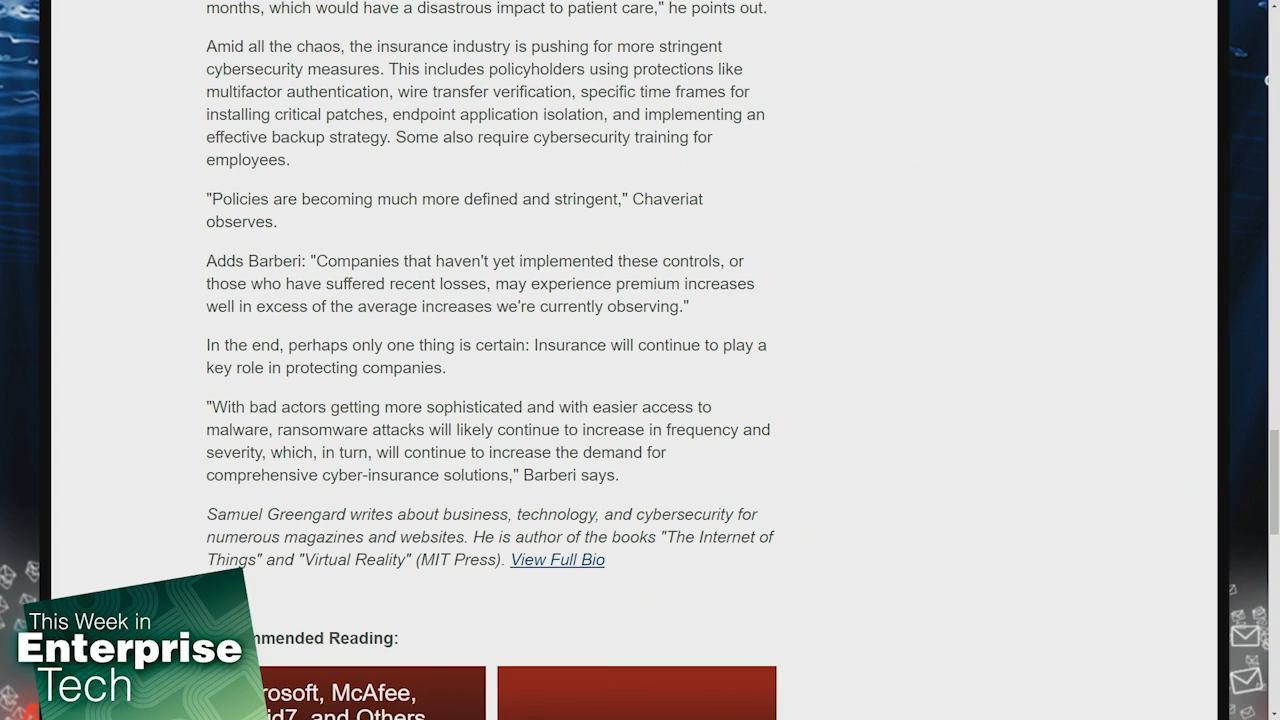 months, which would have a disastrous impact to patient care," he points out.
Amid all the chaos, the insurance industry is pushing for more stringent
cybersecurity measures. This includes policyholders using protections like
multifactor authentication, wire transfer verification, specific time frames for
installing critical patches, endpoint application isolation, and implementing an
effective backup strategy. Some also require cybersecurity training for
employees.
"Policies are becoming much more defined and stringent," Chaveriat
observes.
Adds Barberi: "Companies that haven't yet implemented these controls, or
those who have suffered recent losses, may experience premium increases
well in excess of the average increases we're currently observing."
In the end, perhaps only one thing is certain: Insurance will continue to play a
key role in protecting companies.
"With bad actors getting more sophisticated and with easier access to
malware, ransomware attacks will likely continue to increase in frequency and
severity, which, in turn, will continue to increase the demand for
comprehensive cyber-insurance solutions," Barberi says.
Samuel Greengard writes about business, technology, and cybersecurity for
numerous magazines and websites. He is author of the books "The Internet of
Things" and "Virtual Reality" (MIT Press). View Full Bio
mmended Reading:
rosoft, McAfee,
id7, and Others
This Week in
Enterprise
Tech